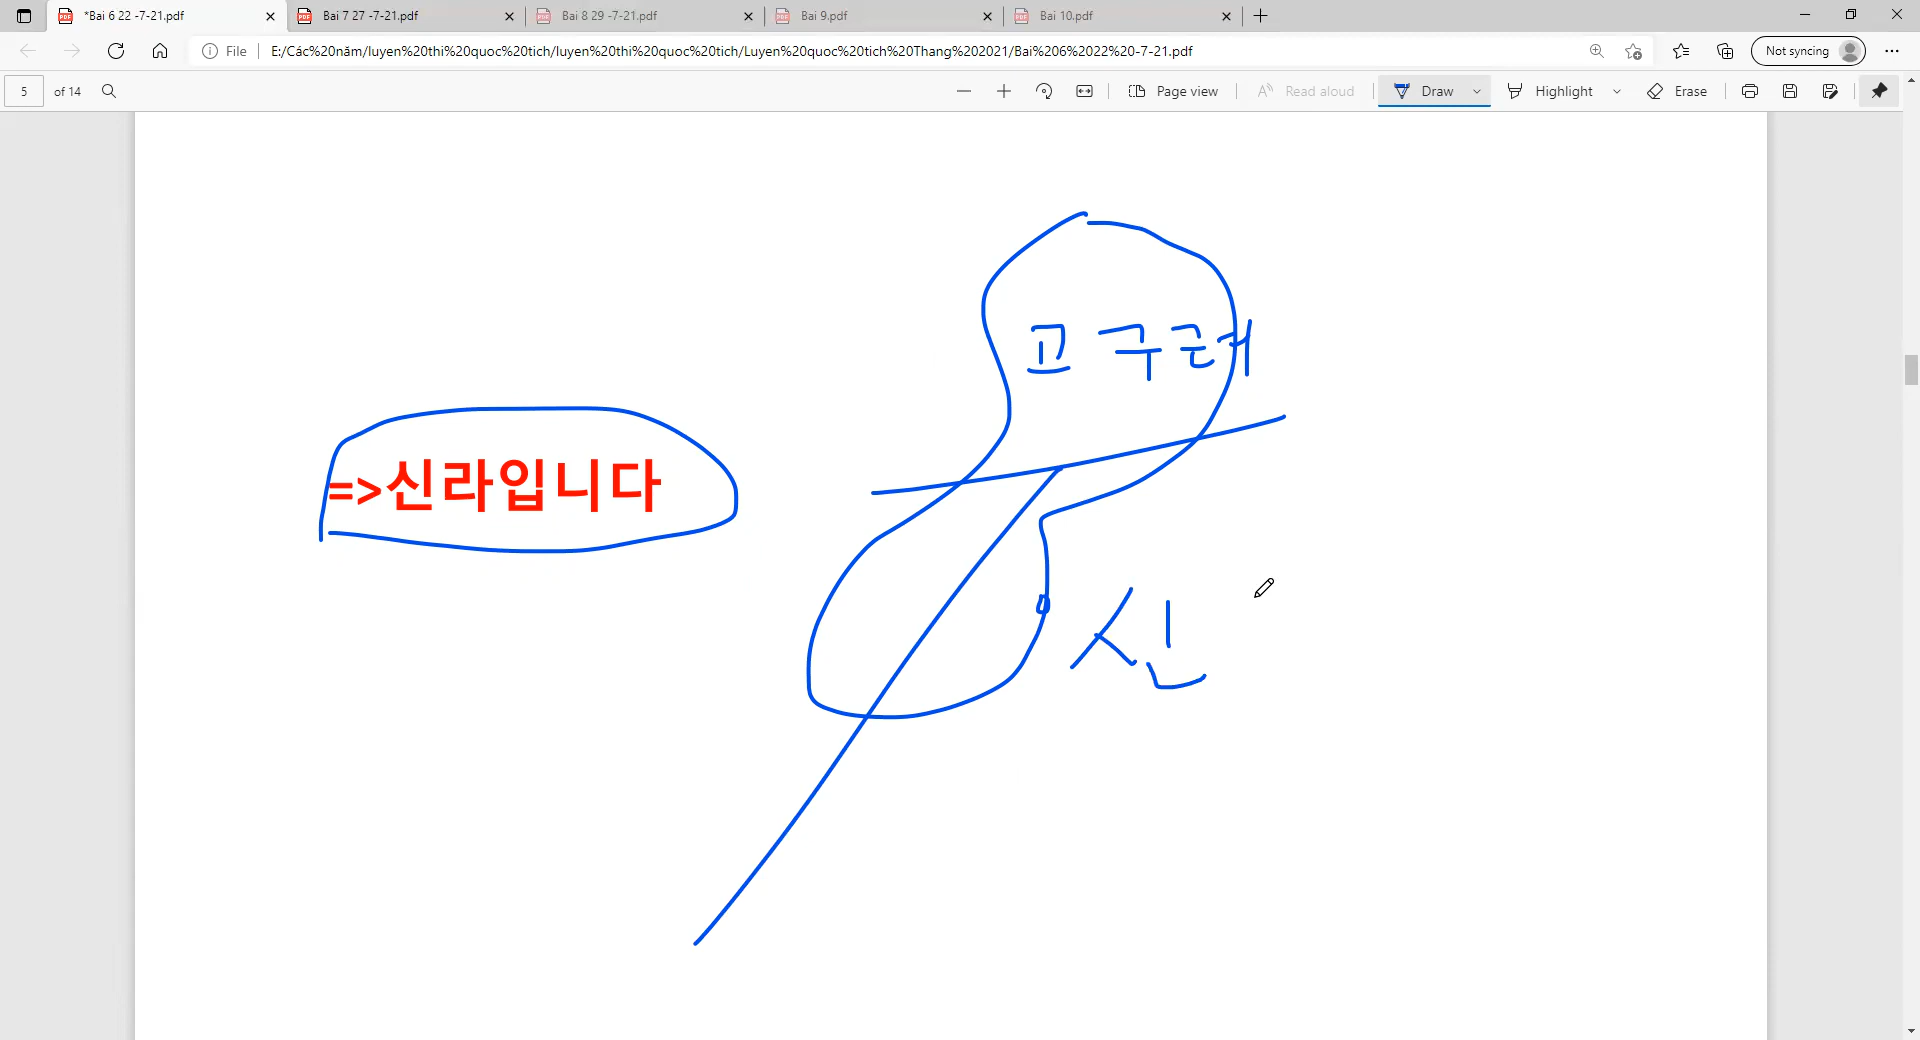 *Bai 6 22 -7-21.pdf
Bai 7 27 -7-21.pdf
Bai 8 29 -7-21.pdf
Bai 9.pdf
Bai 10.pdf
File
E:/Các%20năm/luyen%20thi%20quoc%20tich/luyen%20thi%20quoc%20tich/Luyen%20quoc%20tich%20Thang%202021/Bai%206%2022%20-7-21.pdf
Not syncing
5 of 14
Page view
Read aloud
Draw
Highlight
Erase
고구려
=>신라입니다
신